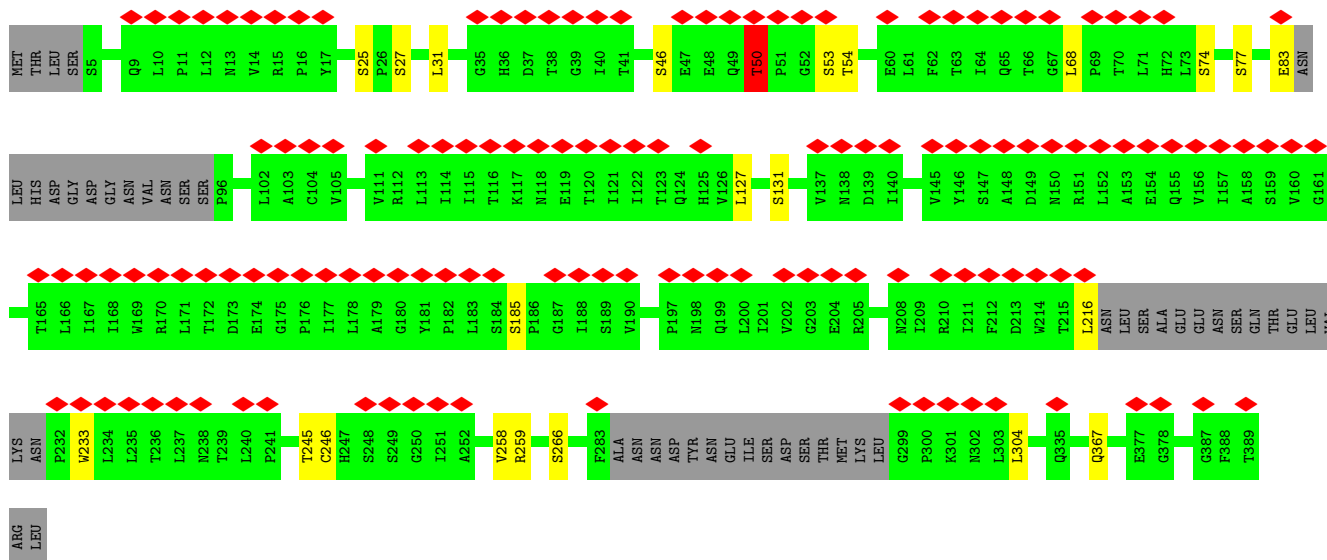 MET THR LEU SER S5 Q9 L10 P11 L12 N13 V14 R15 P16 Y17 S25 P26 S27 L31 G35 H36 D37 T38 G39 I40 T41 S46 E47 E48 Q49 T50 P51 G52 S53 T54 E60 L61 F62 T63 I64 Q65 T66 G67 L68 P69 T70 L71 H72 L73 S74 S77 E83 ASN
LEU HIS ASP GLY ASP GLY ASN VAL ASN SER SER P96 L102 A103 C104 V105 V111 R112 L113 I114 I115 T116 K117 N118 E119 T120 I121 I122 T123 Q124 H125 V126 L127 S131 V137 N138 D139 I140 V145 Y146 S147 A148 D149 N150 R151 L152 A153 E154 Q155 V156 I157 A158 S159 V160 G161
T165 L166 I167 I168 W169 R170 L171 T172 D173 E174 G175 P176 I177 L178 A179 G180 Y181 P182 L183 S184 S185 P186 G187 I188 S189 V190 P197 N198 Q199 L200 I201 V202 G203 E204 R205 N208 I209 R210 I211 F212 D213 W214 T215 L216 ASN LEU SER ALA GLU GLU ASN SER GLN THR GLU LEU VAL
LYS ASN P232 W233 L234 L235 T236 L237 N238 T239 L240 P241 T245 C246 H247 S248 S249 G250 I251 A252 V258 R259 S266 F283 ALA ASN ASN ASP TYR ASN GLU ILE SER ASP SER THR MET LYS LEU G299 P300 K301 N302 L303 L304 Q335 Q367 E377 G378 G387 F388 T389
ARG LEU